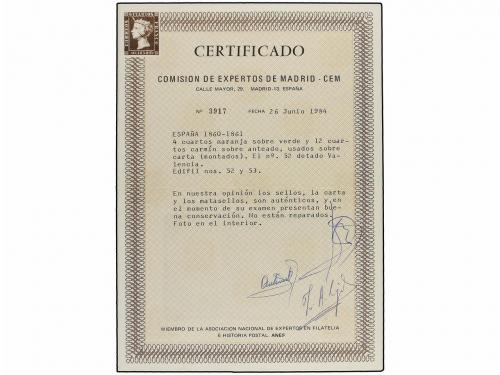 CERTIFICADO
COMISION DE EXPERTOS DE MADRID - CEM
CALLE MAYOR, 29. MADRID-13. ESPAÑA
Nº 3917 FECHA 26 Junio 1984
ESPAÑA 1860-1861
4 cuartos naranja sobre verde y 12 cuar-
tos carmín sobre anteado, usados sobre
carta (montados). El nº. 52 detado Va-
lencia.
Edifil nos. 52 y 53.
En nuestra opinión los sellos, la carta
y los matasellos, son auténticos, y en
el momento de su examen presentan bue-
na conservación. No están reparados.
Foto en el interior.
MIEMBRO DE LA ASOCIACION NACIONAL DE EXPERTOS EN FILATELIA
E HISTORIA POSTAL ANEF